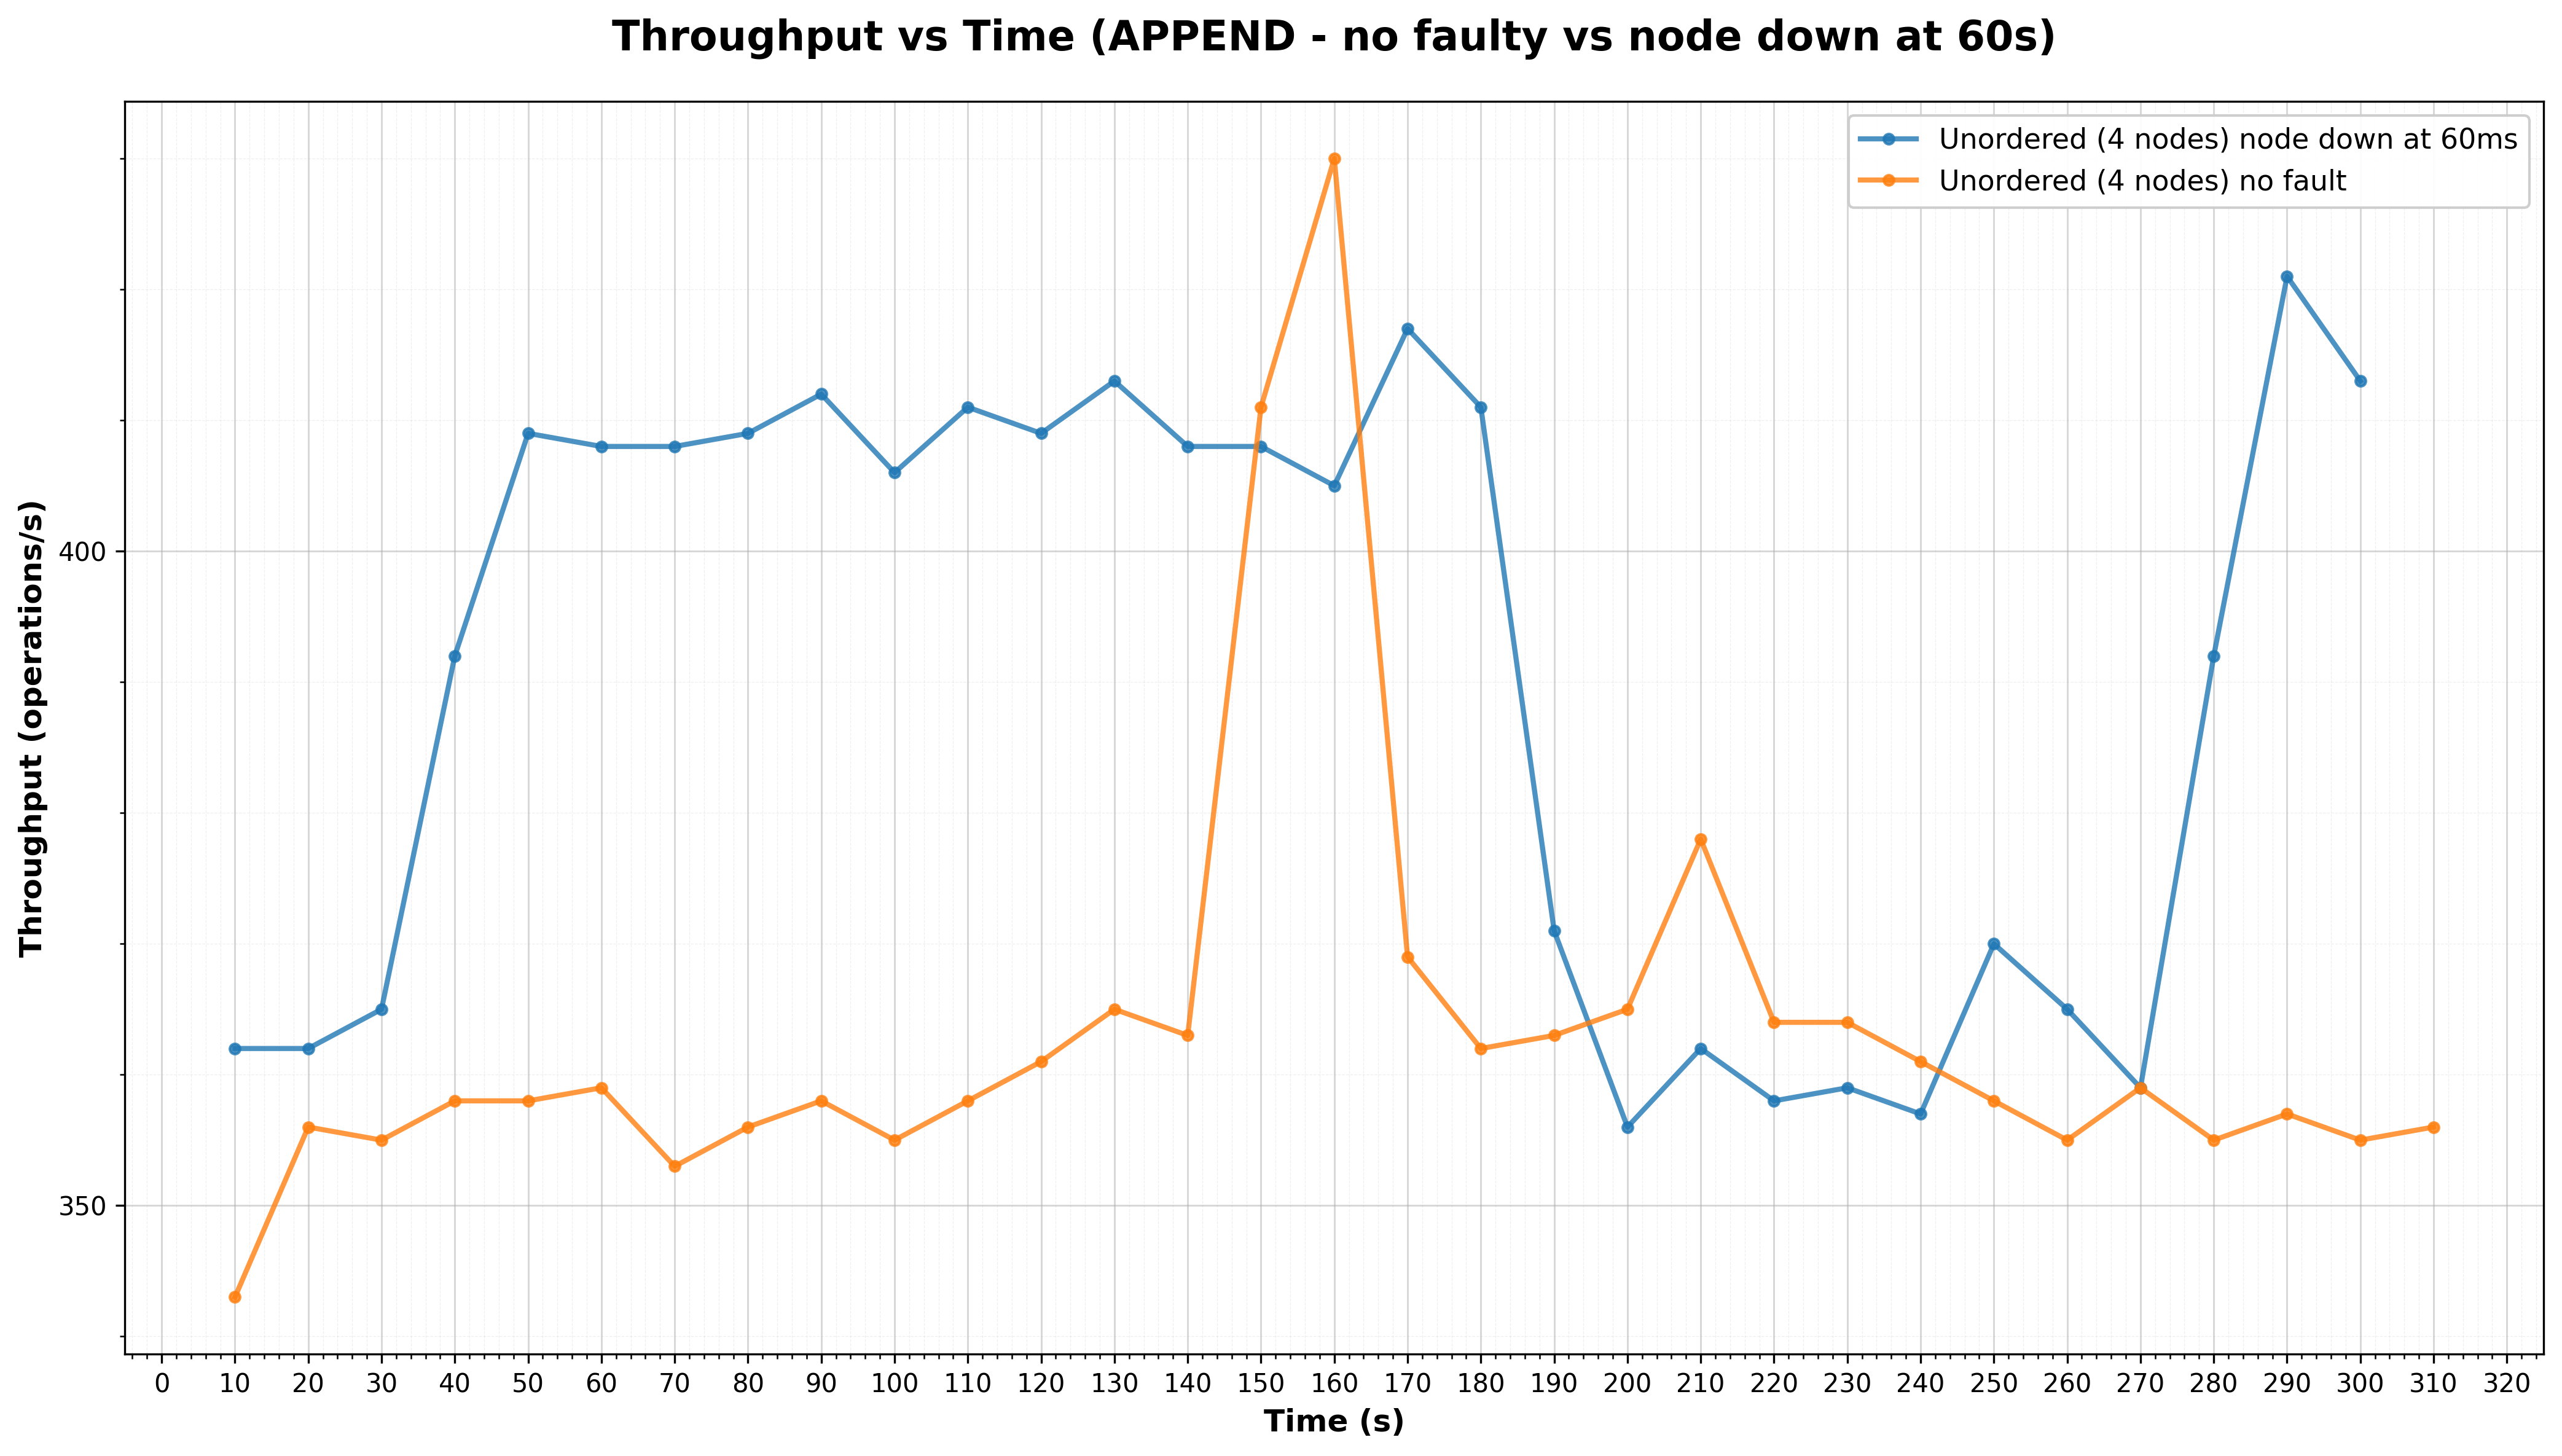 Throughput vs Time (APPEND - no faulty vs node down at 60s)
Unordered (4 nodes) node down at 60ms
Unordered (4 nodes) no fault
Throughput (operations/s)
400
350
0 10 20 30 40 50 60 70 80 90 100 110 120 130 140 150 160 170 180 190 200 210 220 230 240 250 260 270 280 290 300 310 320
Time (s)